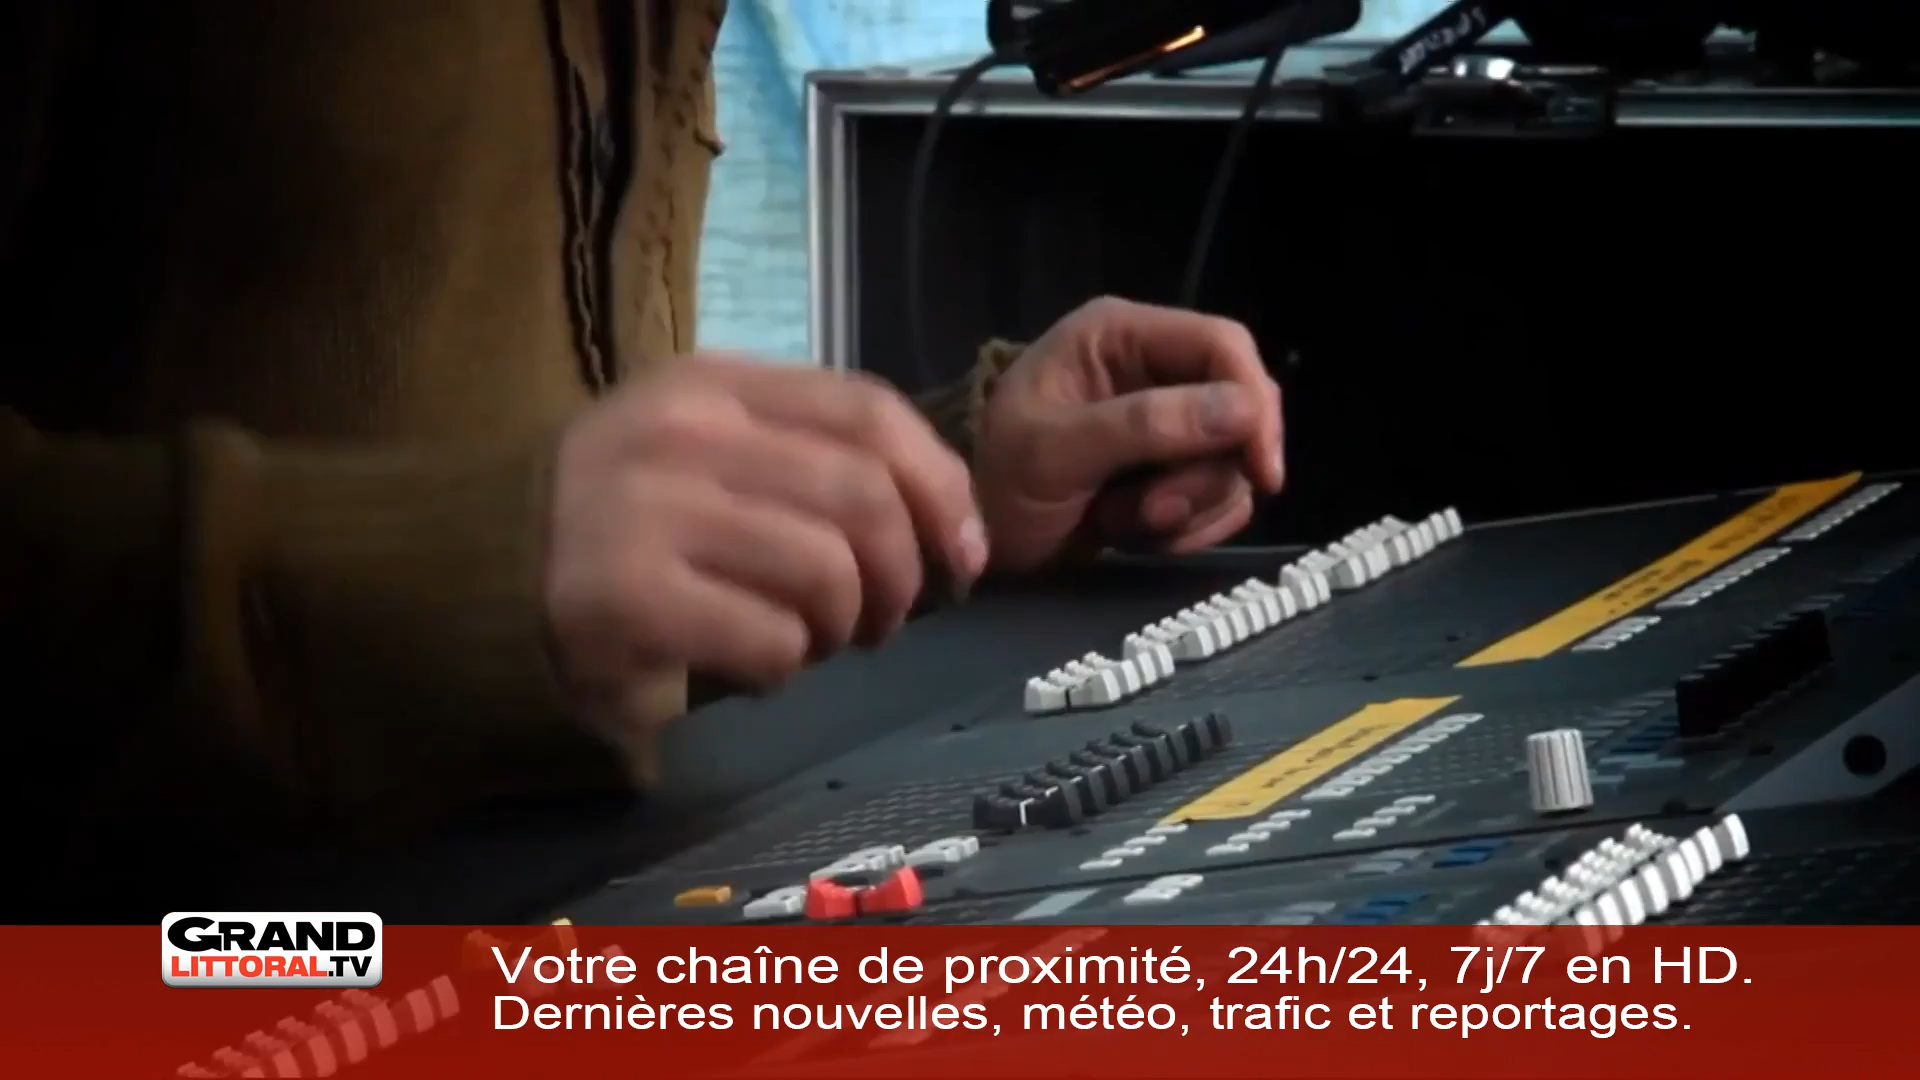 GRAND
LITTORAL.TV
Votre chaîne de proximité, 24h/24, 7j/7 en HD.
Dernières nouvelles, météo, trafic et reportages.